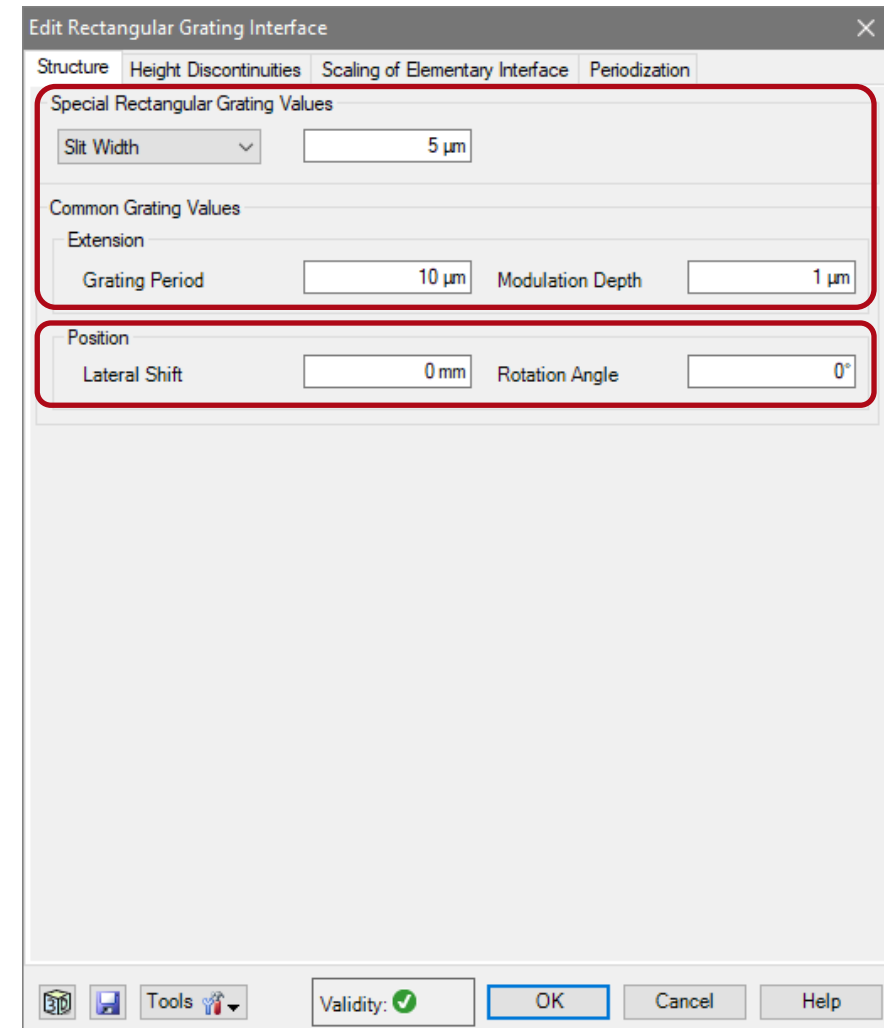 Edit Rectangular Grating Interface
Structure Height Discontinuities Scaling of Elementary Interface Periodization
Special Rectangular Grating Values
Slit Width 5 µm
Common Grating Values
Extension
Grating Period 10 µm Modulation Depth 1 µm
Position
Lateral Shift 0 mm Rotation Angle 0°
3D Tools Validity: OK Cancel Help